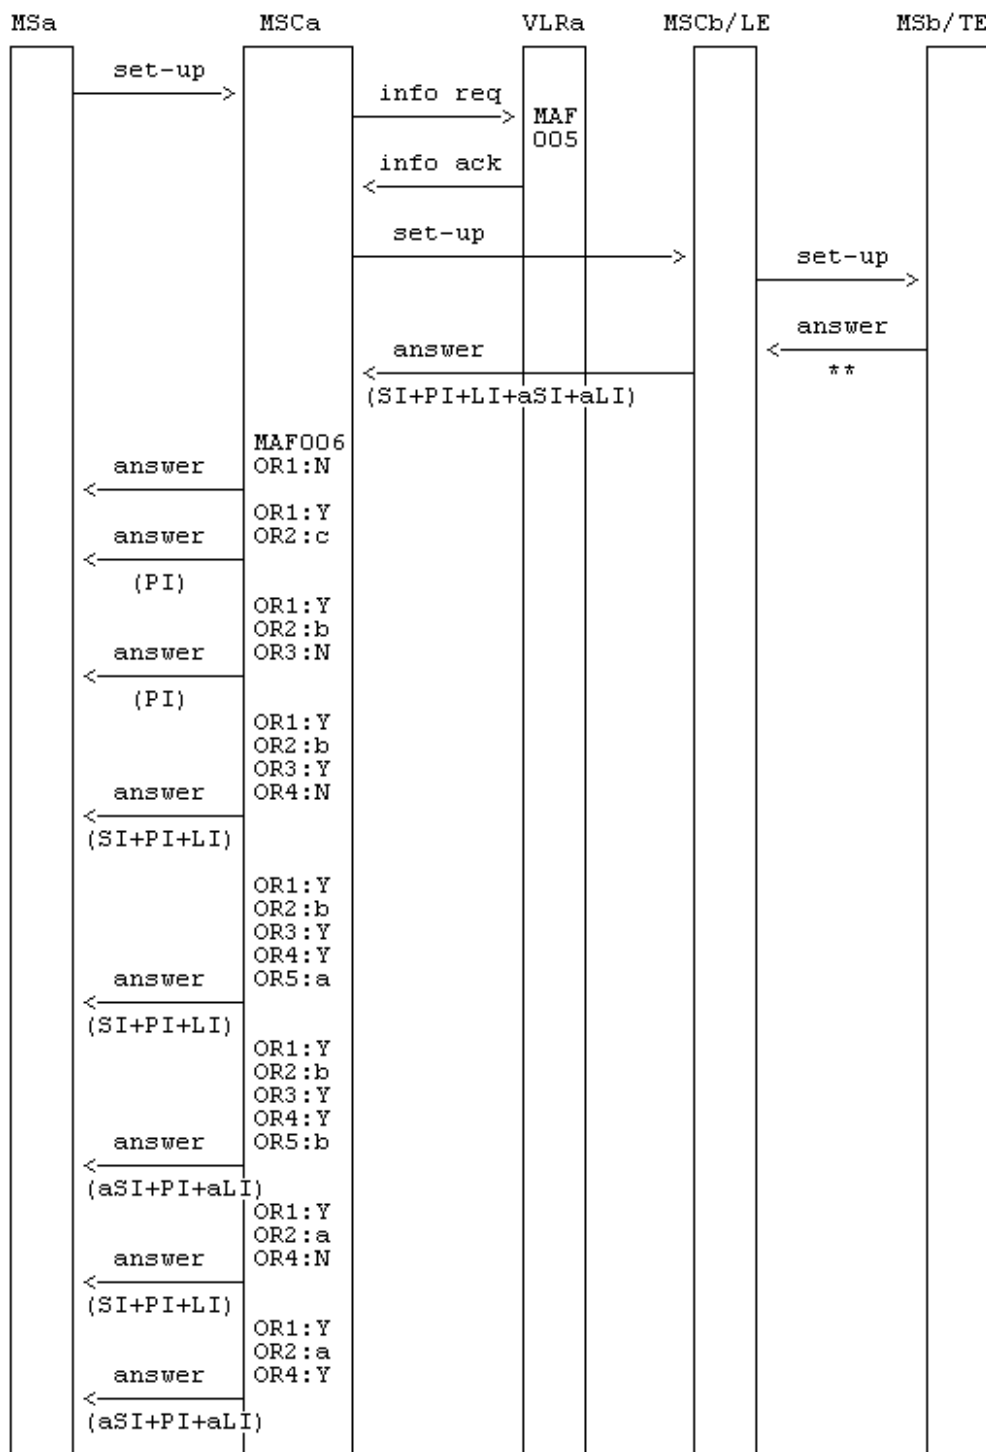 MSa MSCa VLRa MSCb/LE MSb/TE
set-up
info req
MAF
005
info ack
set-up
set-up
answer
**
answer
(SI+PI+LI+aSI+aLI)
MAF006
answer OR1:N
OR1:Y
answer OR2:c
(PI)
OR1:Y
OR2:b
answer OR3:N
(PI)
OR1:Y
OR2:b
OR3:Y
answer OR4:N
(SI+PI+LI)
OR1:Y
OR2:b
OR3:Y
OR4:Y
answer OR5:a
(SI+PI+LI)
OR1:Y
OR2:b
OR3:Y
OR4:Y
answer OR5:b
(aSI+PI+aLI)
OR1:Y
OR2:a
answer OR4:N
(SI+PI+LI)
OR1:Y
OR2:a
answer OR4:Y
(aSI+PI+aLI)